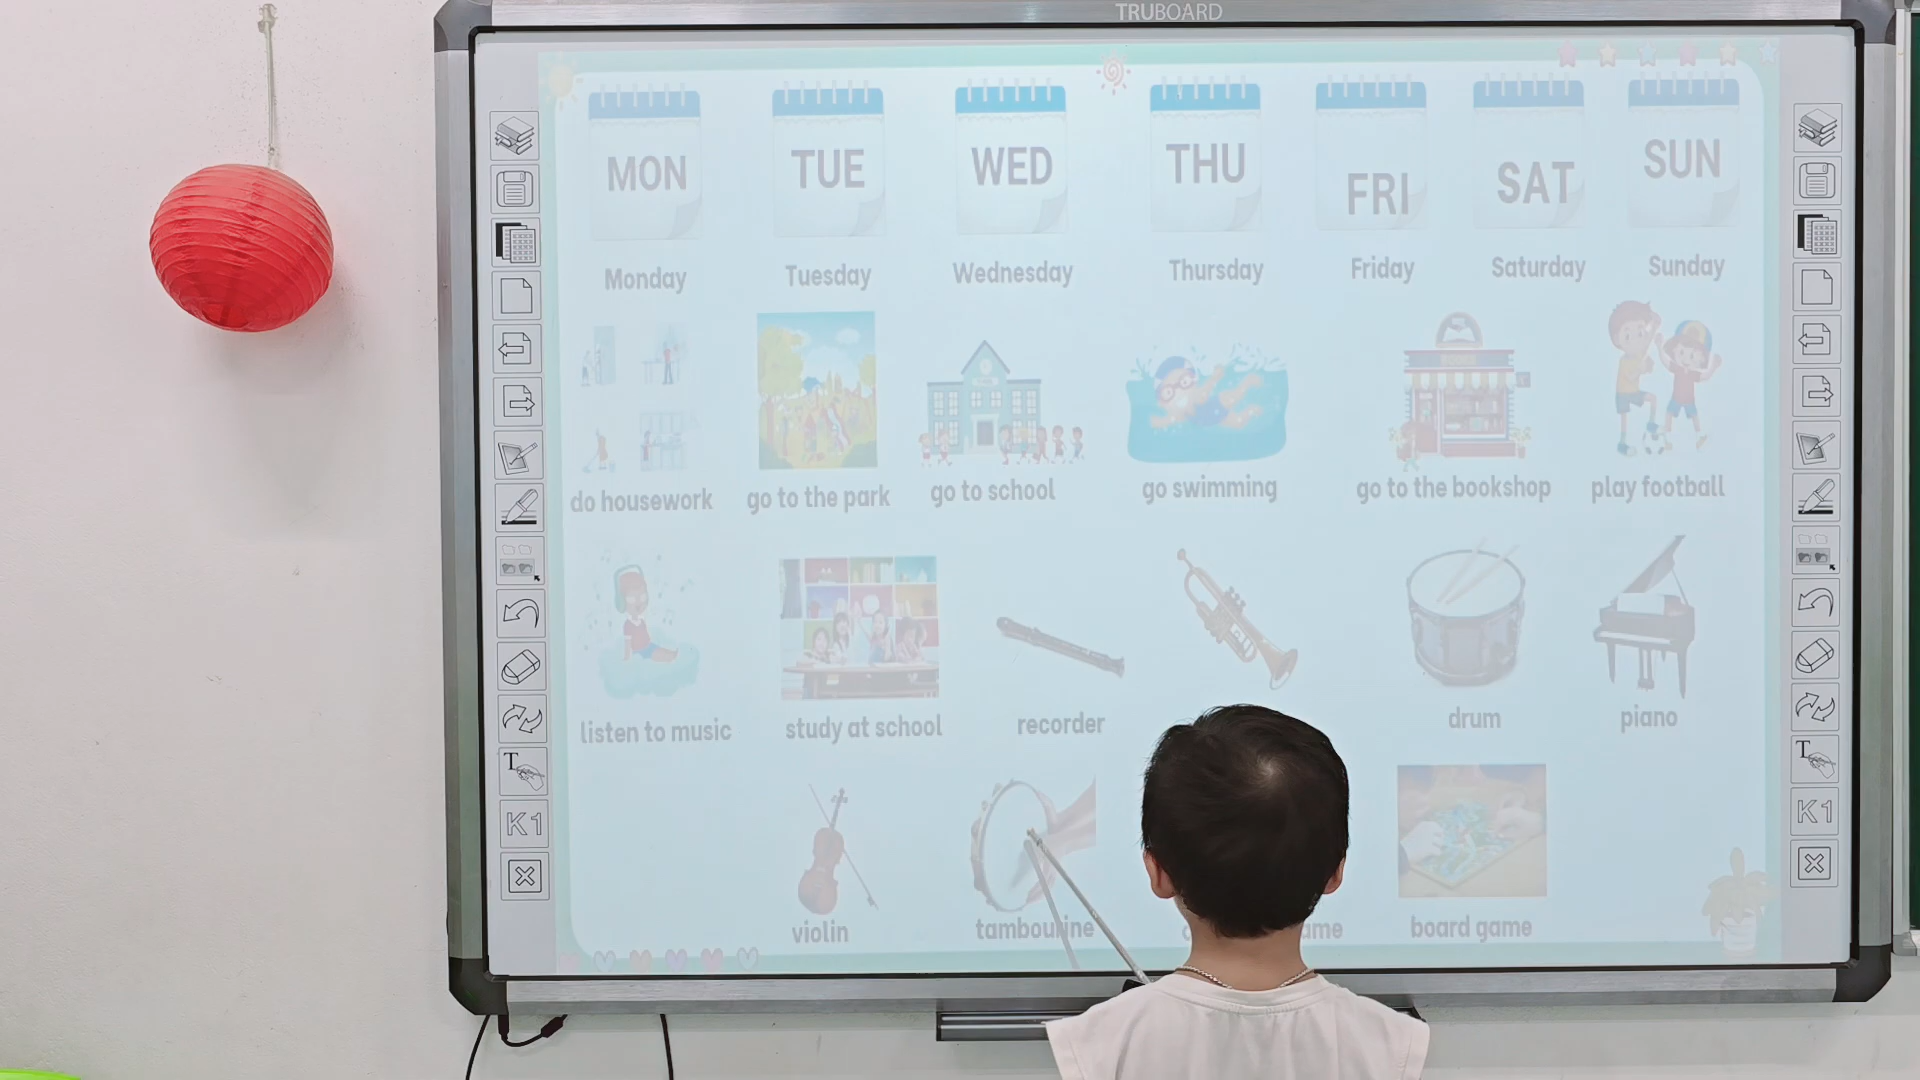 TRUBOARD
MON TUE WED THU FRI SAT SUN
Monday Tuesday Wednesday Thursday Friday Saturday Sunday
do housework go to the park go to school go swimming go to the bookshop play football
listen to music study at school recorder drum piano
violin tambourine board game
T
K1
T
K1